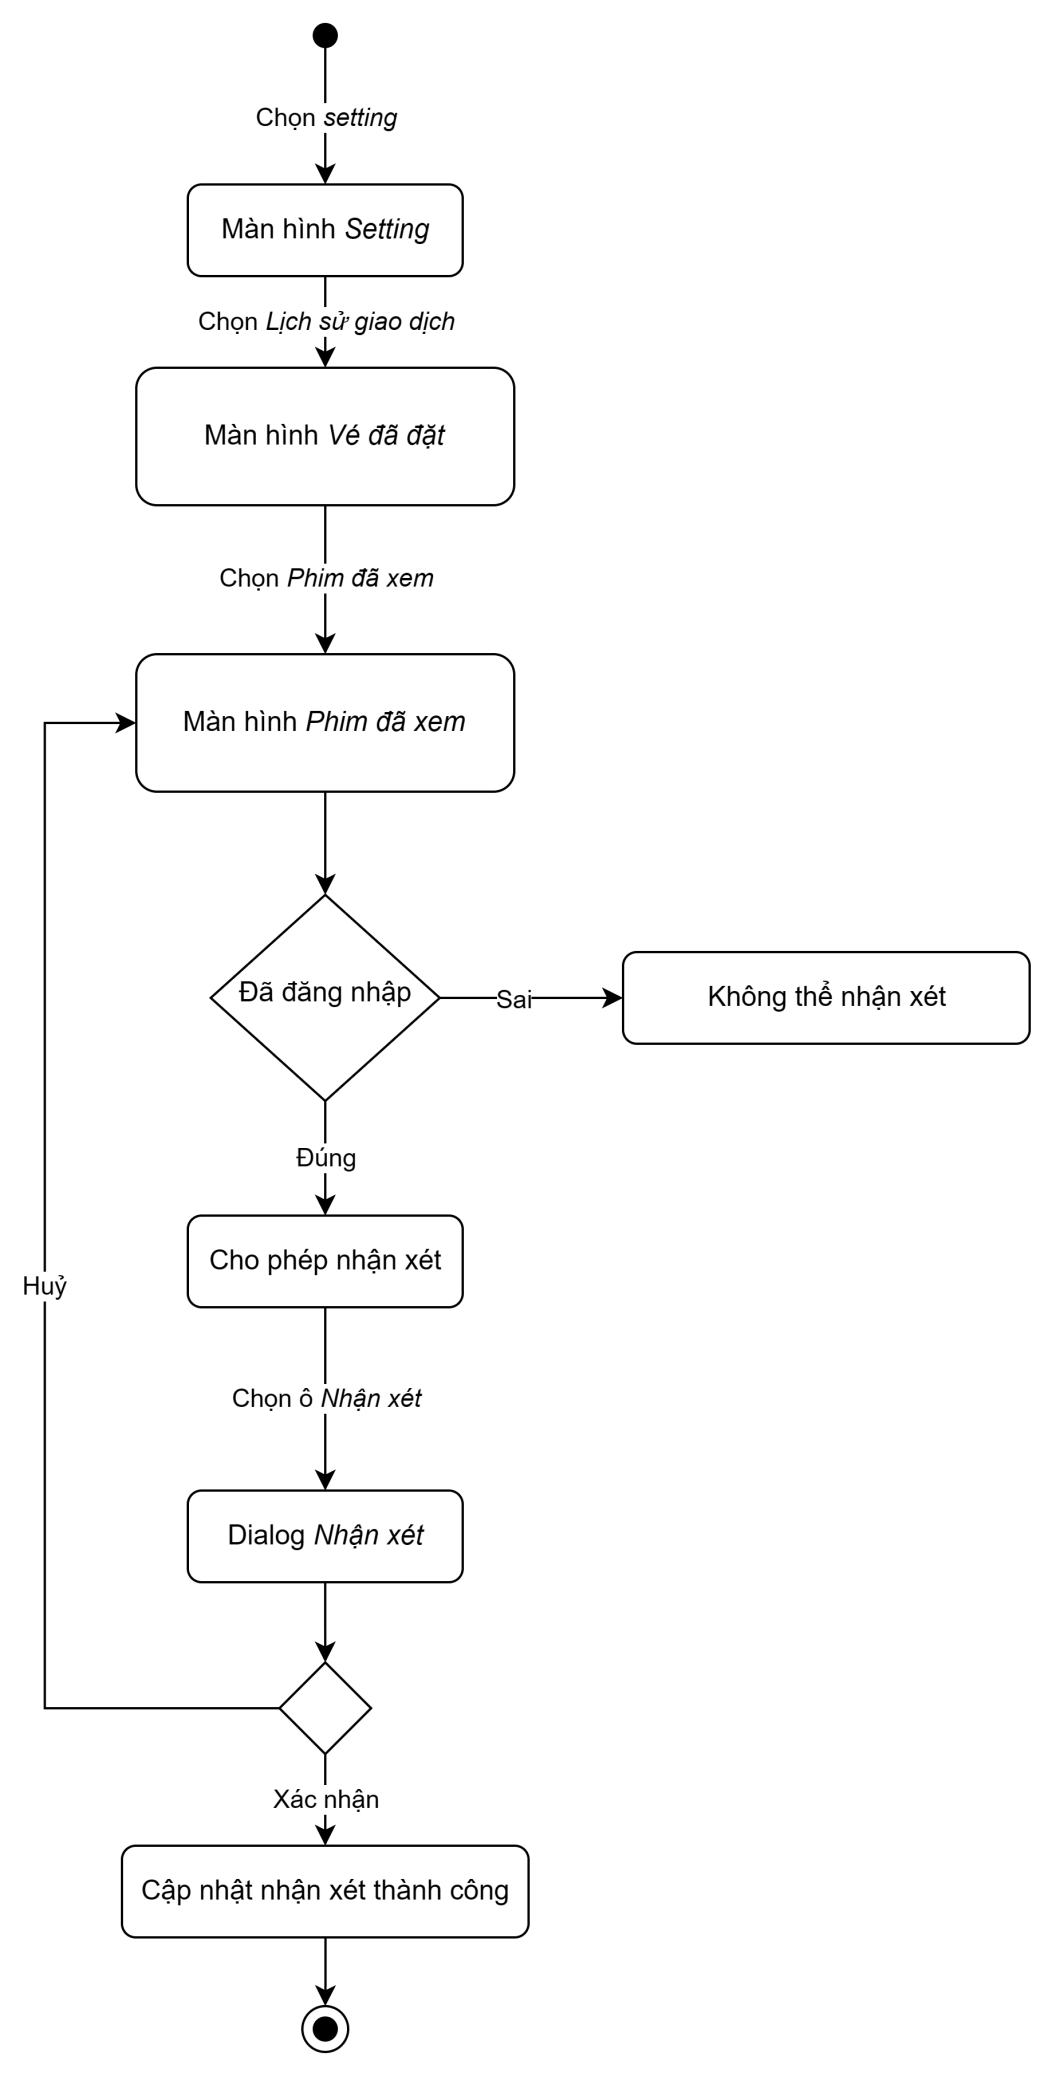 Chọn setting
Màn hình Setting
Chọn Lịch sử giao dịch
Màn hình Vé đã đặt
Chọn Phim đã xem
Màn hình Phim đã xem
Đã đăng nhập
Sai
Không thể nhận xét
Đúng
Cho phép nhận xét
Huỷ
Chọn ô Nhận xét
Dialog Nhận xét
Xác nhận
Cập nhật nhận xét thành công